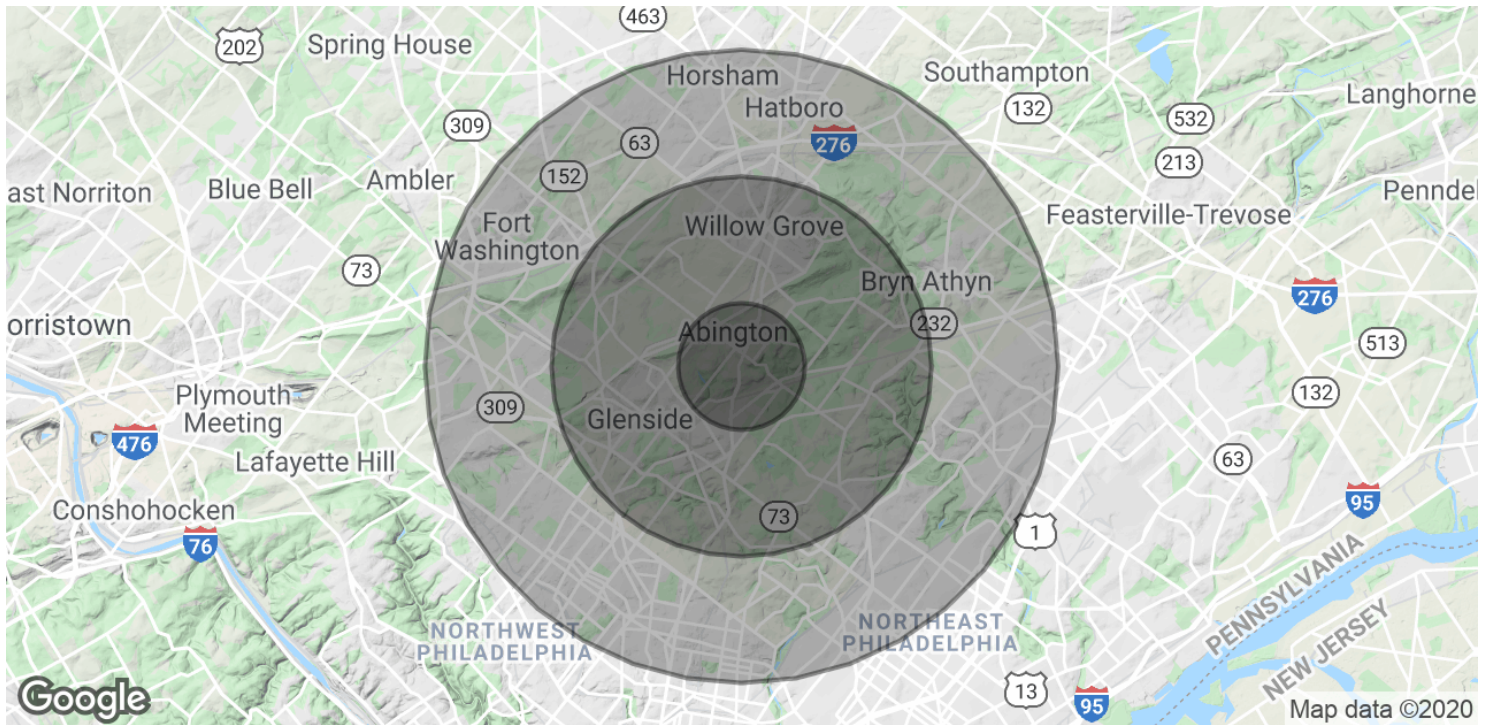 463
202
Spring House
Horsham
Southampton
Langhorne
Hatboro
132
309
532
63
276
213
152
Ambler
ast Norriton
Blue Bell
Penndel
Fort
Washington
Willow Grove
Feasterville-Trevose
73
Bryn Athyn
276
orristown
Abington
232
513
Plymouth
Meeting
132
309
Glenside
476
Lafayette Hill
63
Conshohocken
95
73
1
76
PENNSYLVANIA
NEW JERSEY
NORTHWEST
PHILADELPHIA
NORTHEAST
PHILADELPHIA
13
95
Google
Map data ©2020